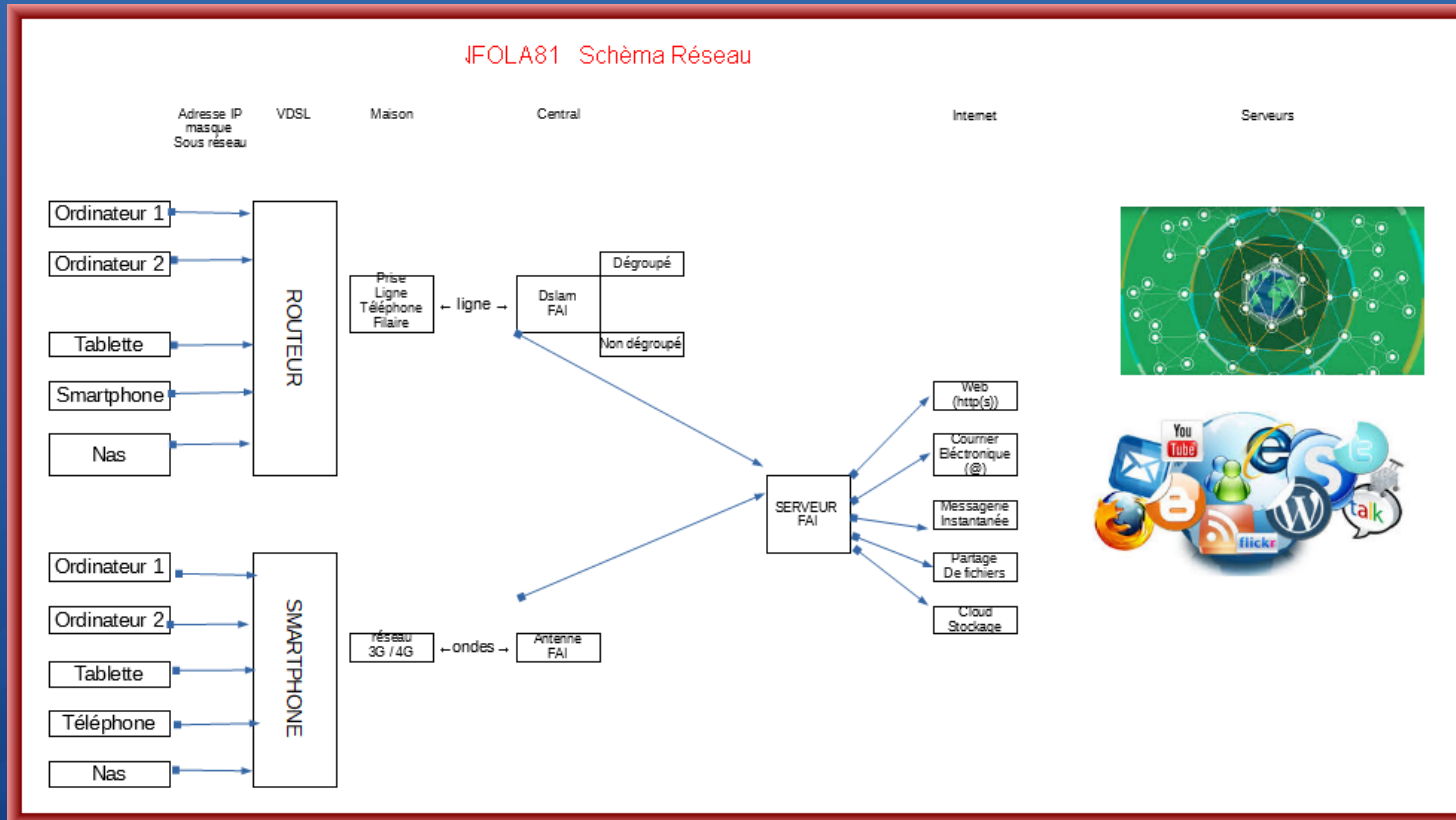 INFOLA81 Schèma Réseau
Adresse IP
masque
Sous réseau
VDSL
Maison
Central
Internet
Serveurs
Ordinateur 1
Ordinateur 2
Tablette
Smartphone
Nas
ROUTEUR
Prise
Ligne
Téléphone
Filaire
← ligne →
Dslam
FAI
Dégroupé
Non dégroupé
Ordinateur 1
Ordinateur 2
Tablette
Téléphone
Nas
SMARTPHONE
réseau
3G / 4G
←ondes →
Antenne
FAI
SERVEUR
FAI
Web
(http(s))
Courrier
Eléctronique
(@)
Messagerie
Instantanée
Partage
De fichiers
Cloud
Stockage
You
Tube
flickr
talk